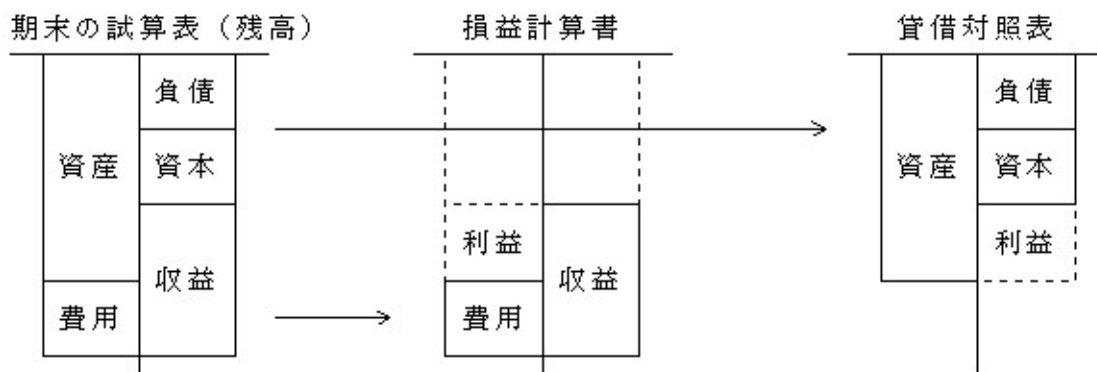 期末の試算表（残高）
損益計算書
貸借対照表
資産
負債
資本
収益
費用
利益
費用
収益
資産
負債
資本
利益